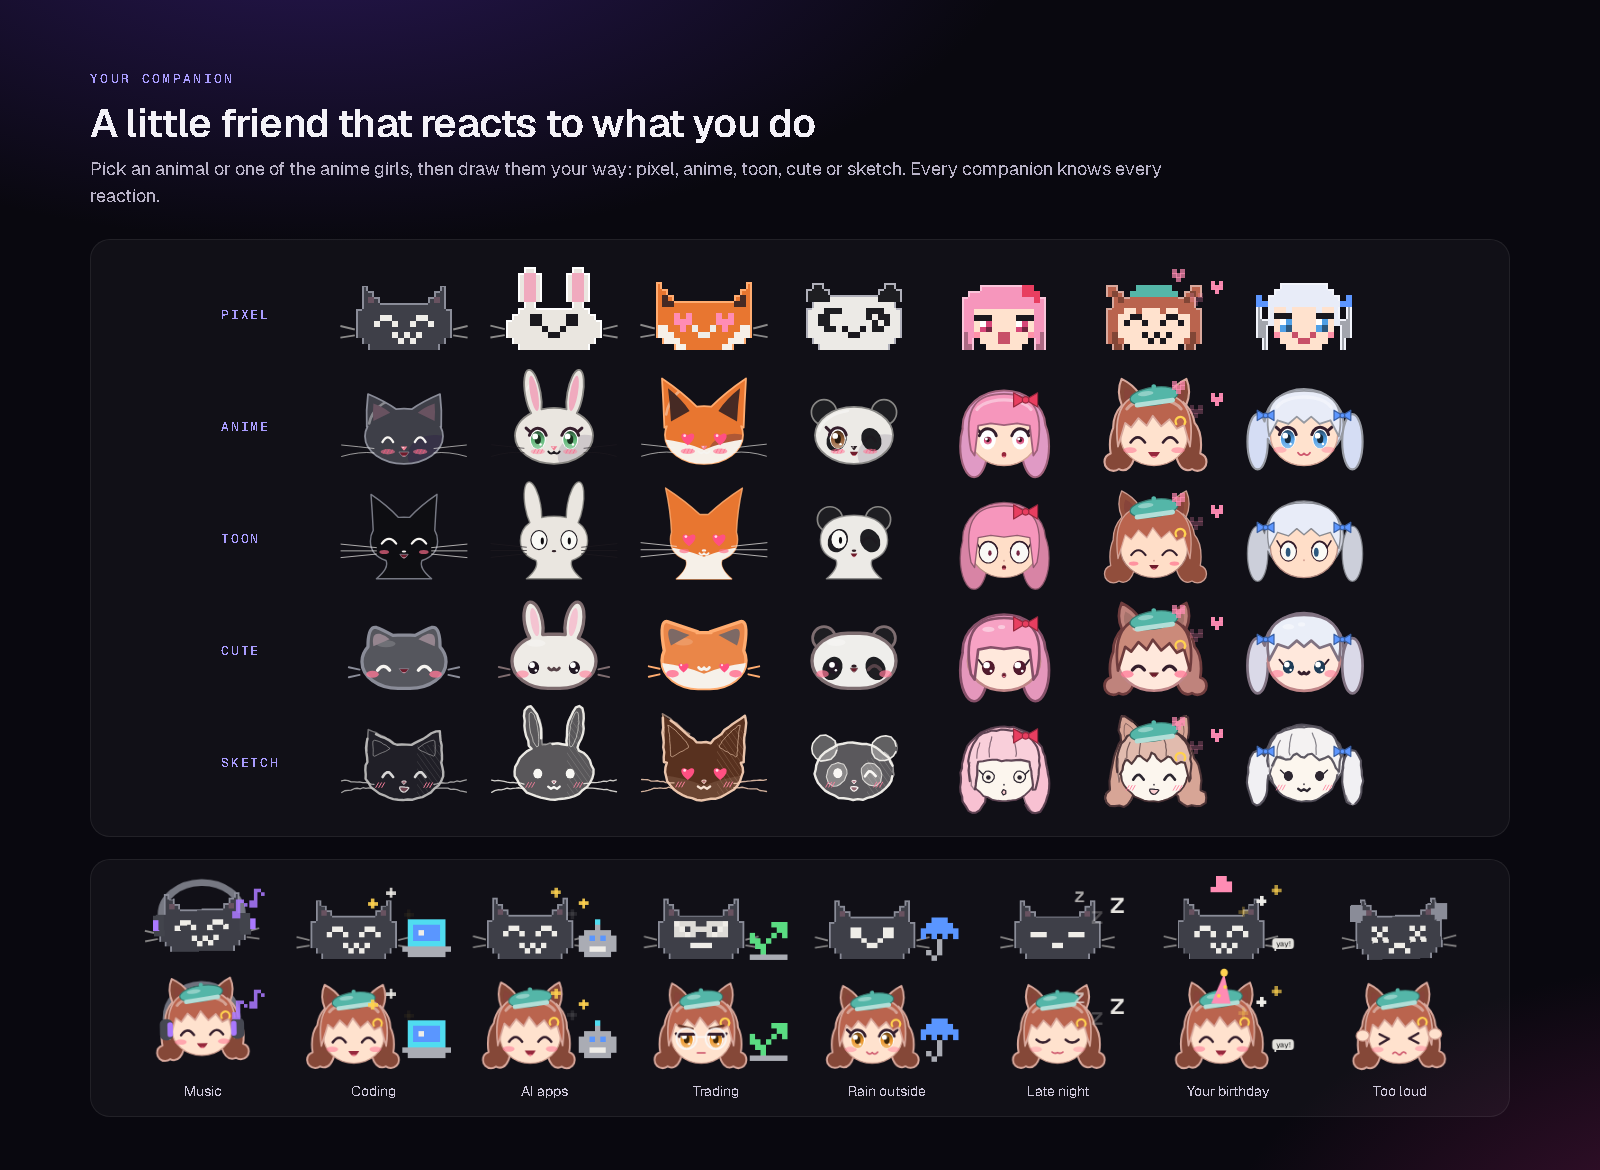 YOUR COMPANION
A little friend that reacts to what you do
Pick an animal or one of the anime girls, then draw them your way: pixel, anime, toon, cute or sketch. Every companion knows every
reaction.
PIXEL
ANIME
TOON
CUTE
SKETCH
z Z
yay!
z Z
yay!
Music
Coding
AI apps
Trading
Rain outside
Late night
Your birthday
Too loud